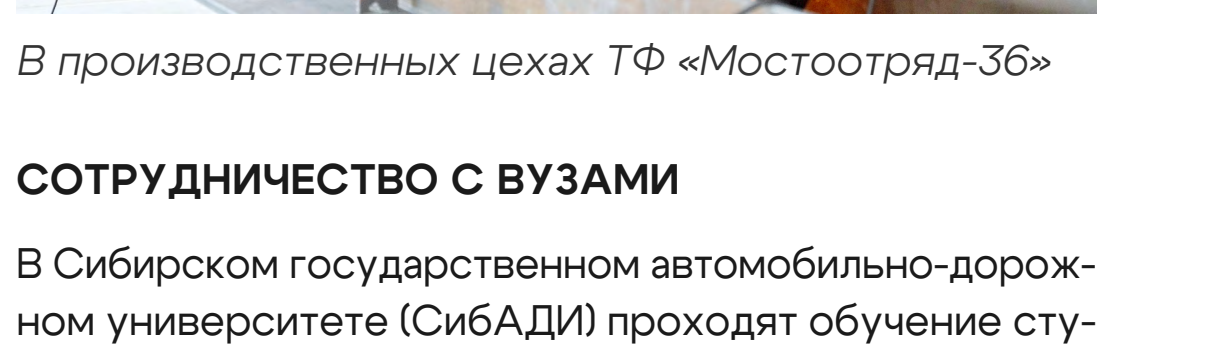 В производственных цехах ТФ «Мостоотряд-36»
СОТРУДНИЧЕСТВО С ВУЗАМИ
В Сибирском государственном автомобильно-дорож-
ном университете (СибАДИ) проходят обучение сту-